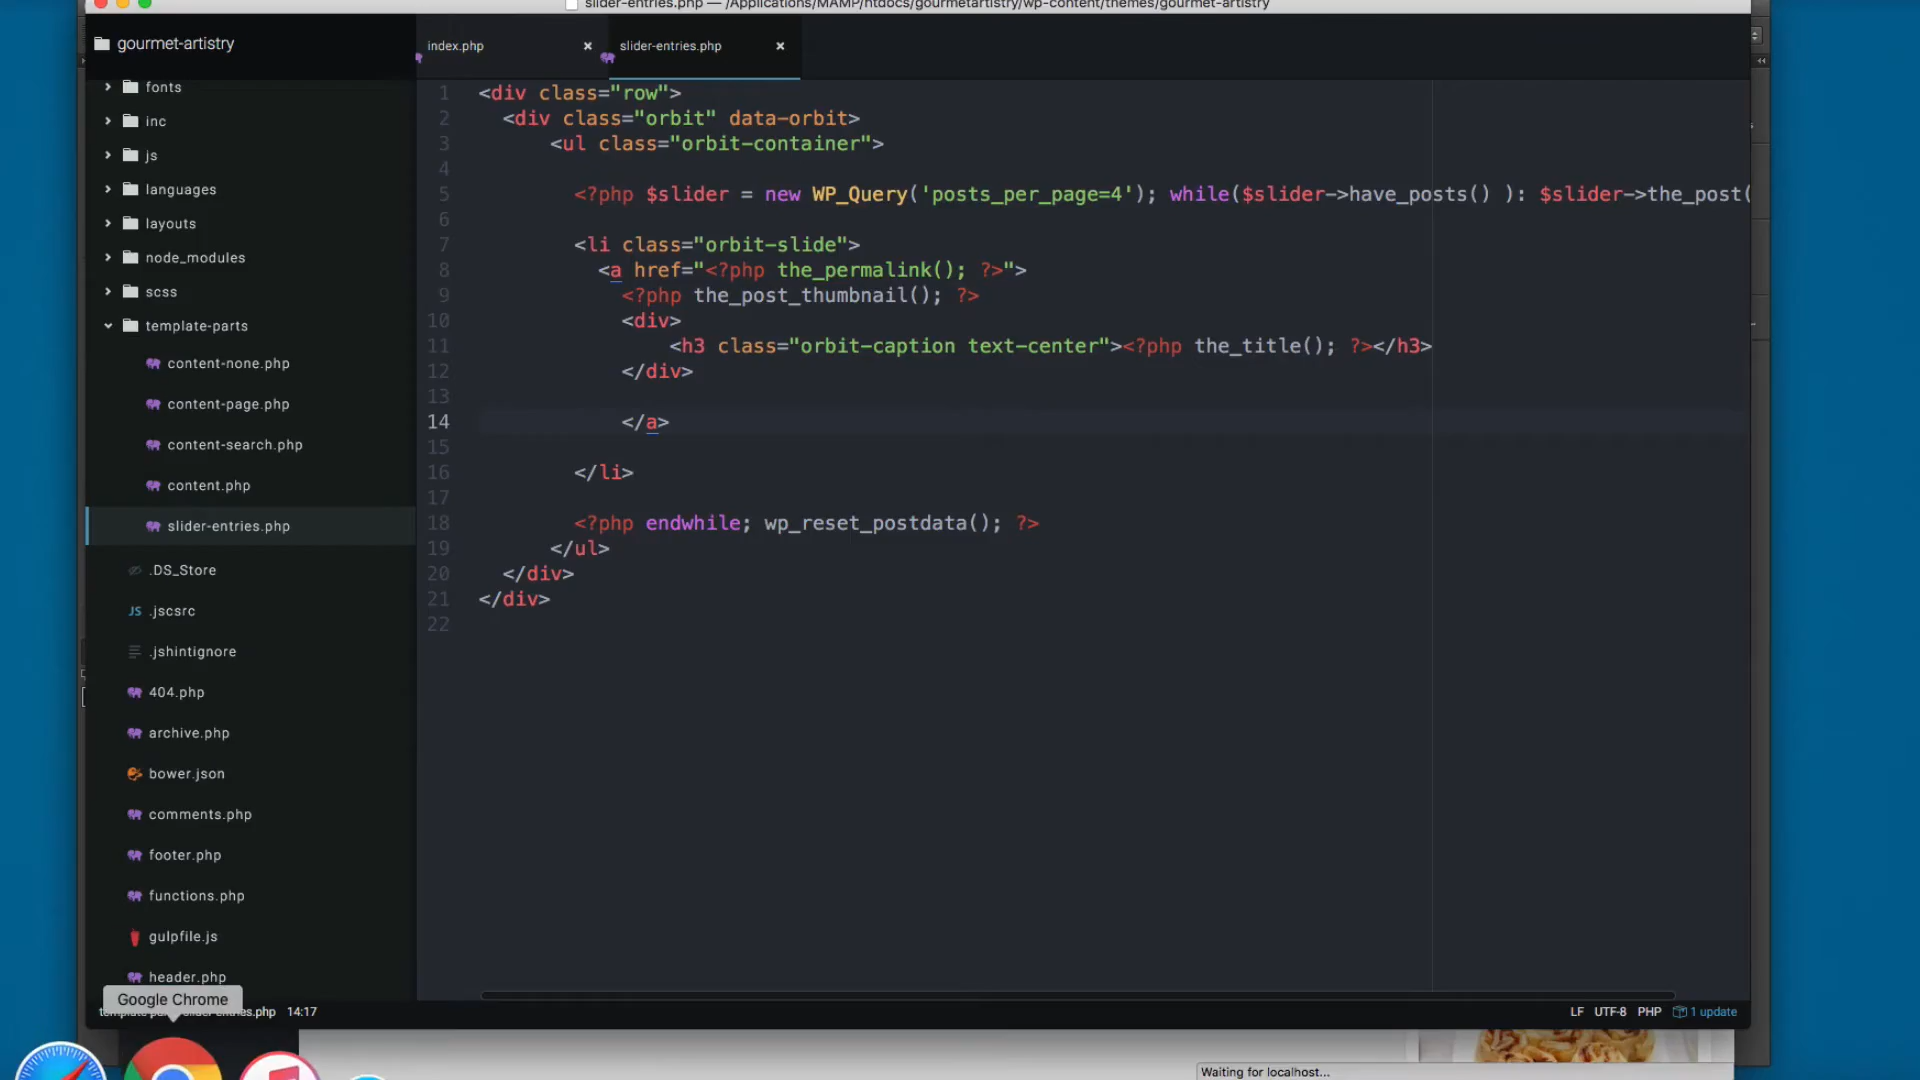 slider-entries.php — /Applications/MAMP/htdocs/gourmetartistry/wp-content/themes/gourmet-artistry
gourmet-artistry
index.php
slider-entries.php
fonts
inc
js
languages
layouts
node_modules
scss
template-parts
content-none.php
content-page.php
content-search.php
content.php
slider-entries.php
.DS_Store
JS .jscsrc
.jshintignore
404.php
archive.php
bower.json
comments.php
footer.php
functions.php
gulpfile.js
header.php
1 <div class="row">
2 <div class="orbit" data-orbit>
3 <ul class="orbit-container">
4
5 <?php $slider = new WP_Query('posts_per_page=4'); while($slider->have_posts() ): $slider->the_post(
6
7 <li class="orbit-slide">
8 <a href="<?php the_permalink(); ?>">
9 <?php the_post_thumbnail(); ?>
10 <div>
11 <h3 class="orbit-caption text-center"><?php the_title(); ?></h3>
12 </div>
13
14 </a>
15
16 </li>
17
18 <?php endwhile; wp_reset_postdata(); ?>
19 </ul>
20 </div>
21 </div>
22
Google Chrome
14:17
LF UTF-8 PHP 1 update
Waiting for localhost...